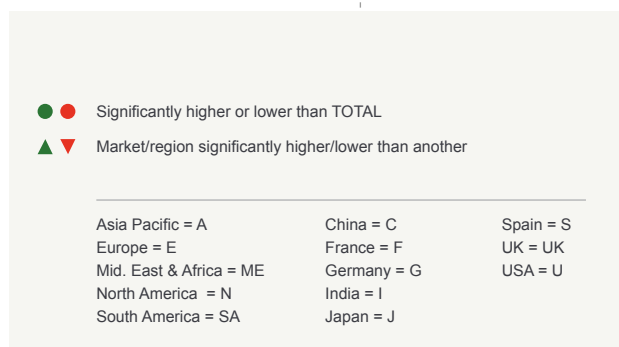 Significantly higher or lower than TOTAL
Market/region significantly higher/lower than another
Asia Pacific = A
Europe = E
Mid. East & Africa = ME
North America = N
South America = SA
China = C
France = F
Germany = G
India = I
Japan = J
Spain = S
UK = UK
USA = U